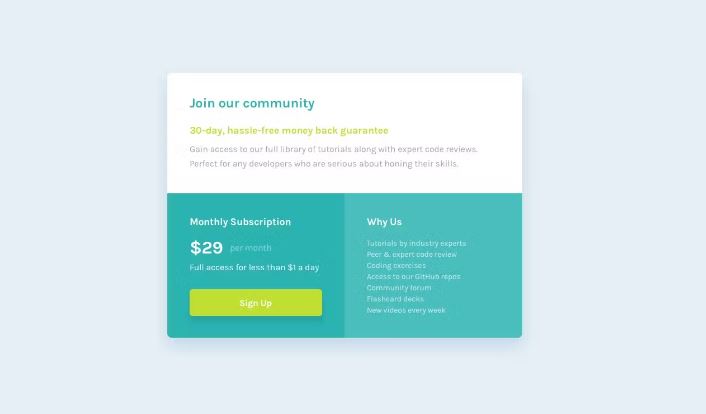 Join our community
30-day, hassle-free money back guarantee
Gain access to our full library of tutorials along with expert code reviews.
Perfect for any developers who are serious about honing their skills.
Monthly Subscription
$29 per month
Full access for less than $1 a day
Sign Up
Why Us
Tutorials by industry experts
Peer & expert code review
Coding exercises
Access to our GitHub repos
Community forum
Flashcard decks
New videos every week